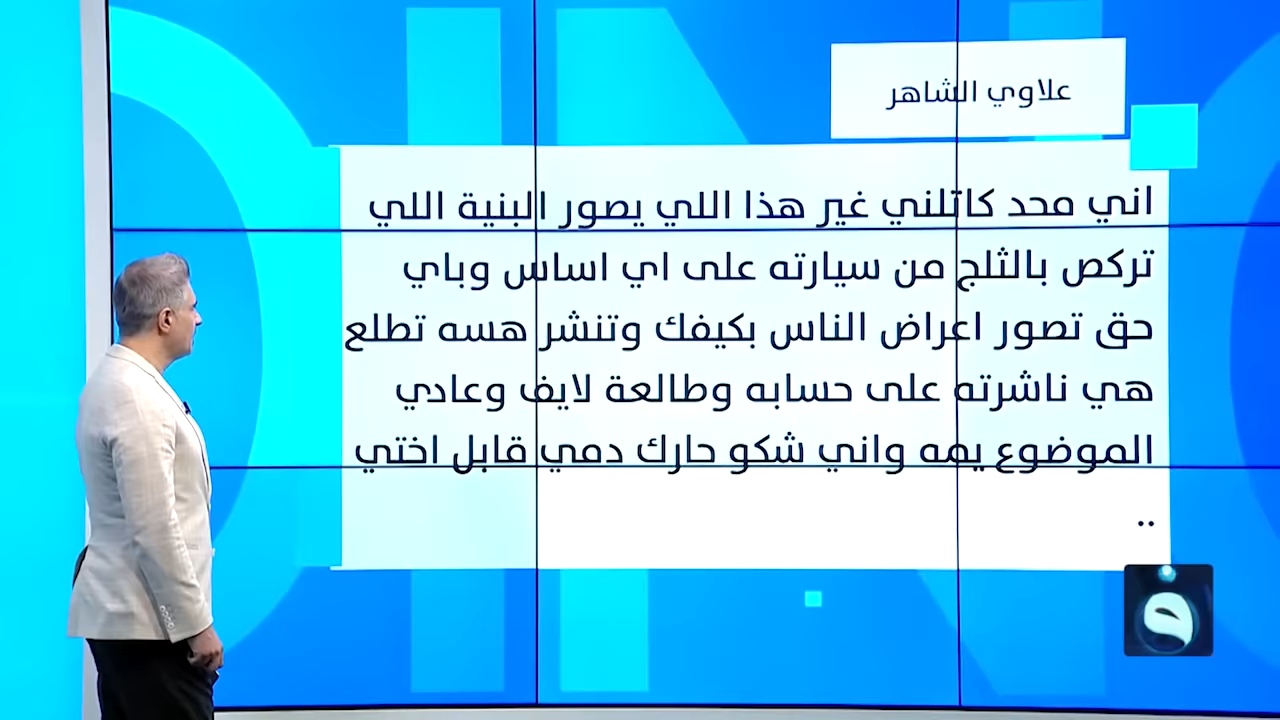 علاوي الشاهر
اني محد كاتلني غير هذا اللي يصور البنية اللي
تركص بالثلج من سيارته على اي اساس وباي
حق تصور اعراض الناس بكيفك وتنشر هسه تطلع
هي ناشرته على حسابه وطالعة لايف وعادي
الموضوع يمه واني شكو حارك دمي قابل اختي
..